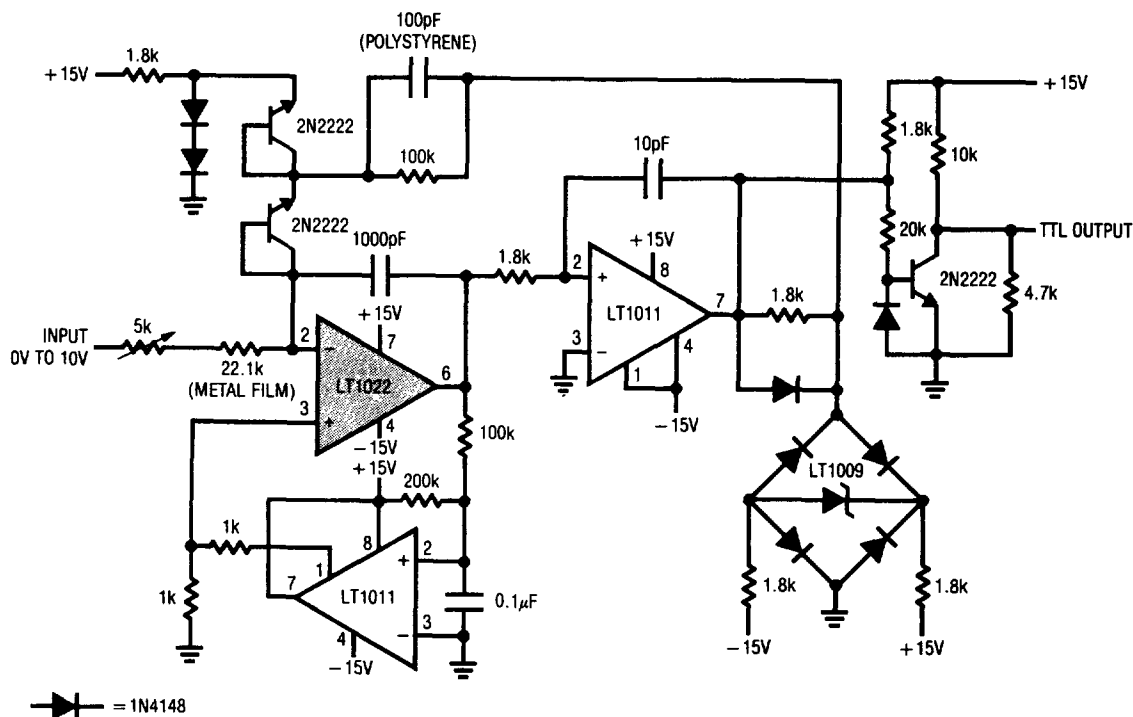 100pF
(POLYSTYRENE)
1.8k
+15V
2N2222
100k
10pF
+15V
1.8k
10k
2N2222
1000pF
20k
TTL OUTPUT
+15V
1.8k
2
+
8
2N2222
4.7k
LT1011
7
1.8k
3
−
4
1
−15V
INPUT
0V TO 10V
5k
22.1k
(METAL FILM)
+15V
2
−
7
LT1022
6
3
+
4
−15V
100k
+15V
200k
LT1009
1k
8
+
2
1
7
LT1011
0.1µF
1k
4
−
3
−15V
1.8k
1.8k
−15V
+15V
= 1N4148